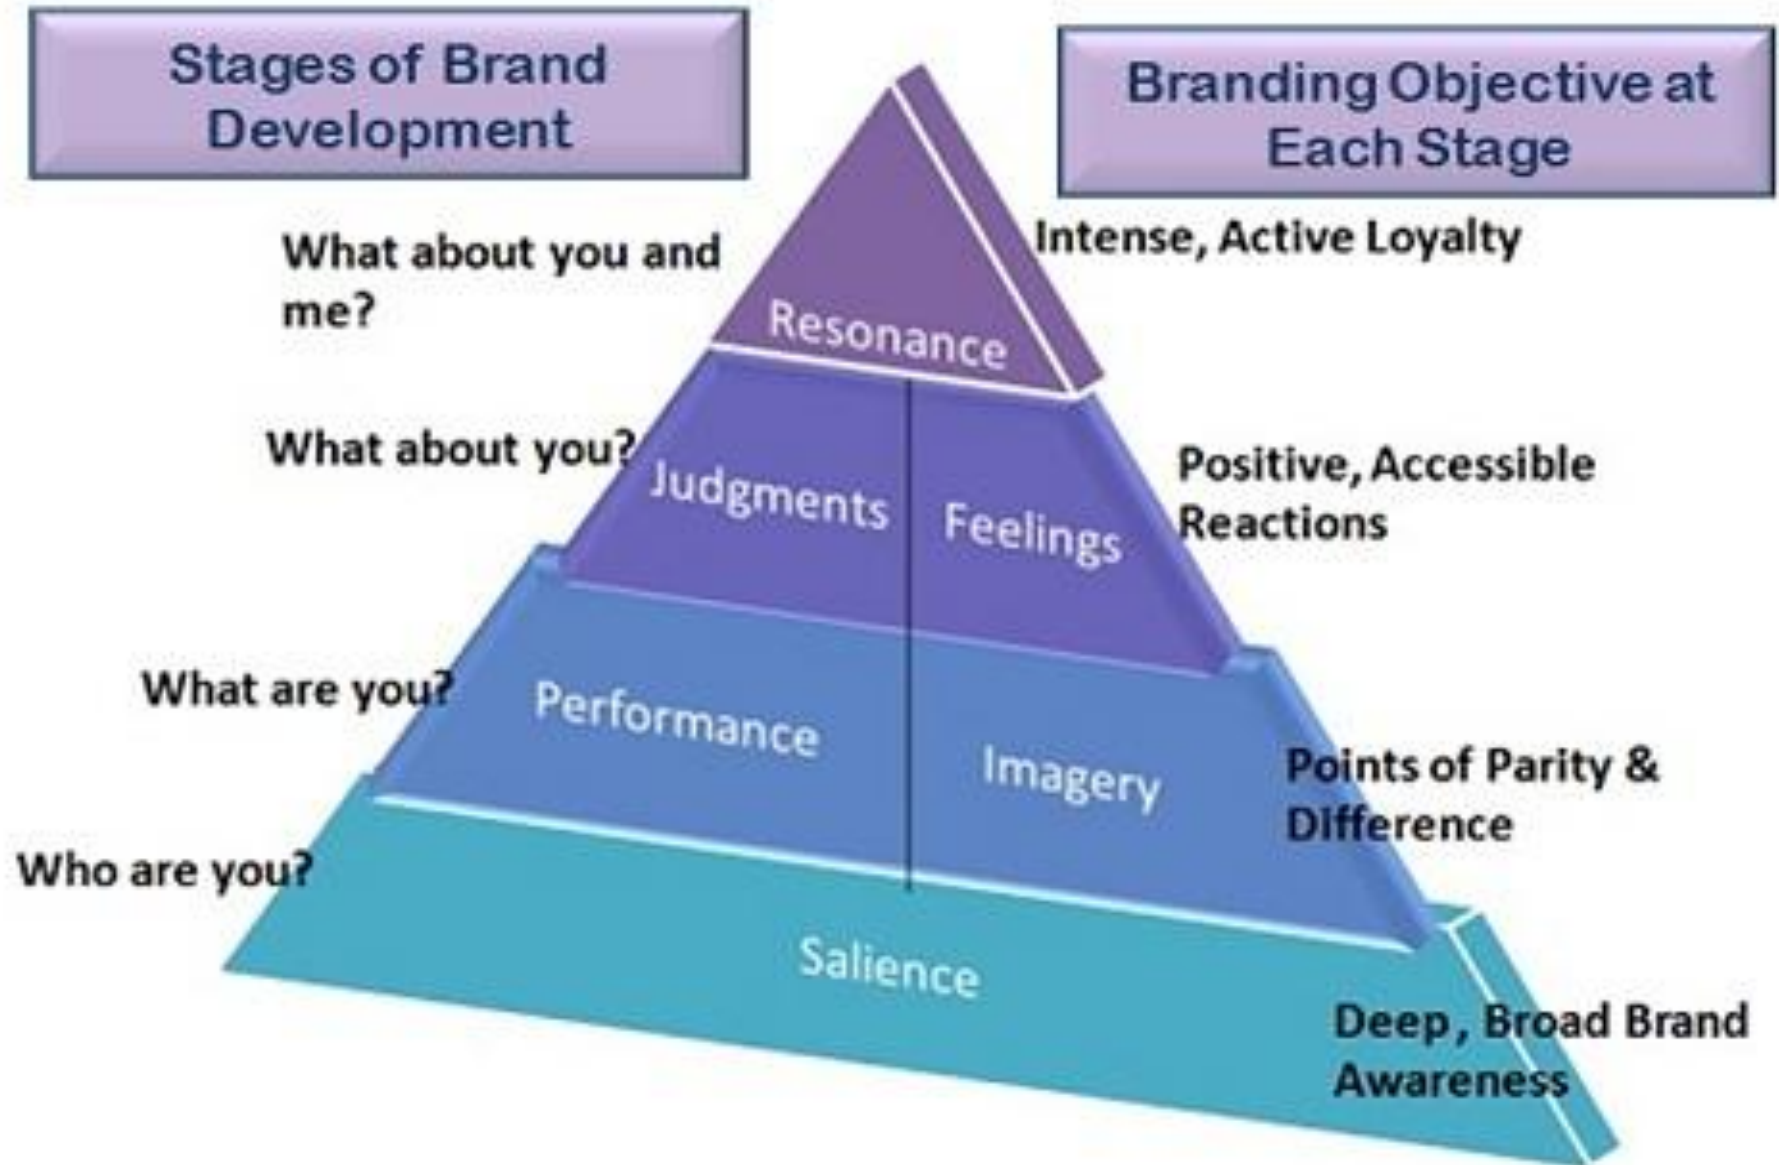 Stages of Brand
Development
Branding Objective at
Each Stage
What about you and
me?
Resonance
Intense, Active Loyalty
What about you?
Judgments
Feelings
Positive, Accessible
Reactions
What are you?
Performance
Imagery
Points of Parity &
Difference
Who are you?
Salience
Deep , Broad Brand
Awareness